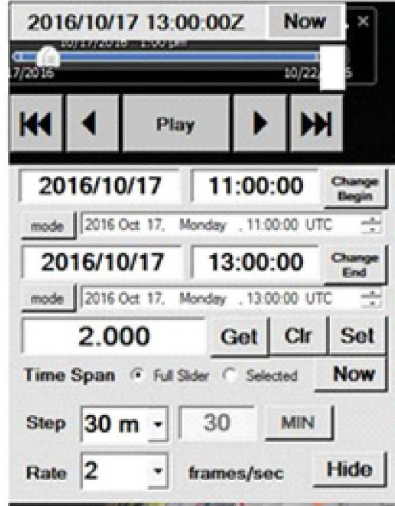 2016/10/17 13:00:00Z Now
10/17/2016 1:00 pm
7/2016 10/22
Play
2016/10/17 11:00:00 Change Begin
mode 2016 Oct 17, Monday , 11:00:00 UTC
2016/10/17 13:00:00 Change End
mode 2016 Oct 17, Monday , 13:00:00 UTC
2.000 Get Clr Set
Time Span Full Slider Selected Now
Step 30 m 30 MIN
Rate 2 frames/sec Hide